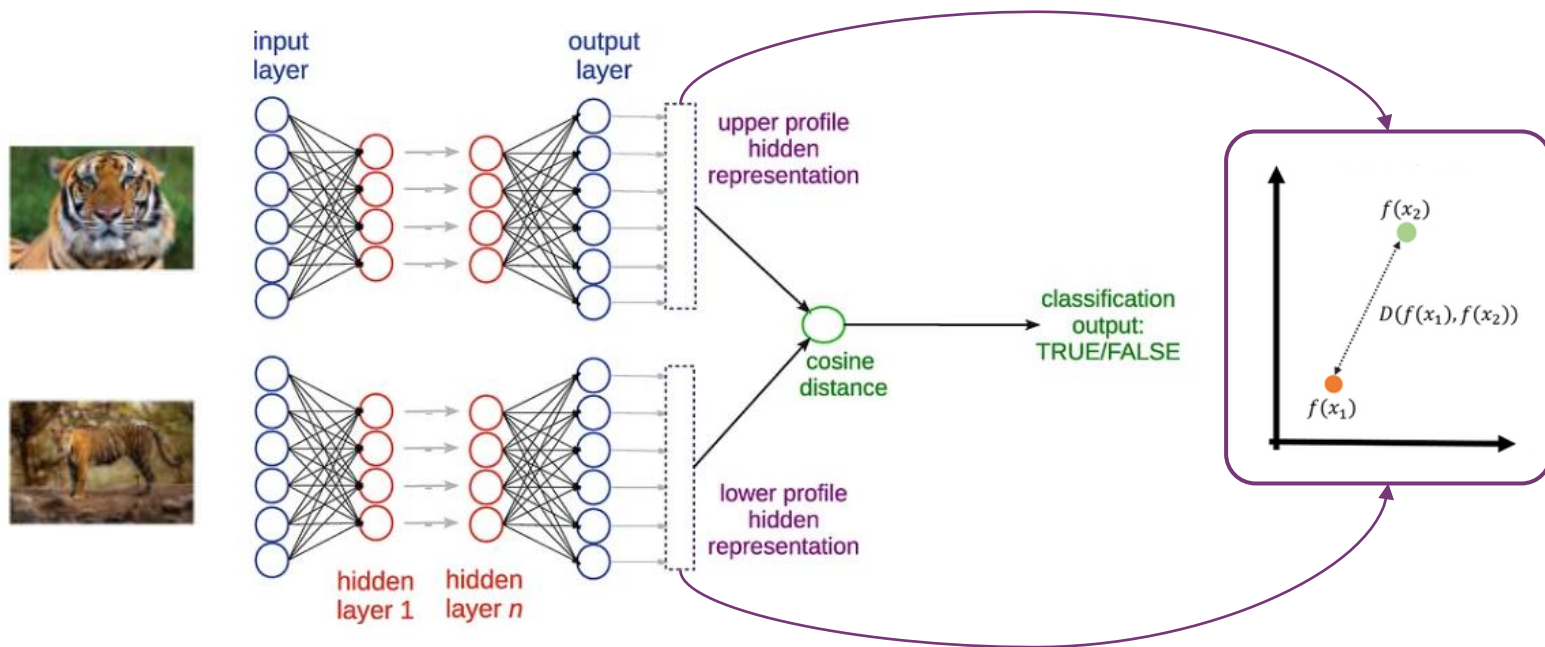 input
layer
output
layer
upper profile
hidden
representation
f(x₂)
D(f(x₁), f(x₂))
f(x₁)
classification
output:
TRUE/FALSE
cosine
distance
lower profile
hidden
representation
hidden
layer 1
hidden
layer n